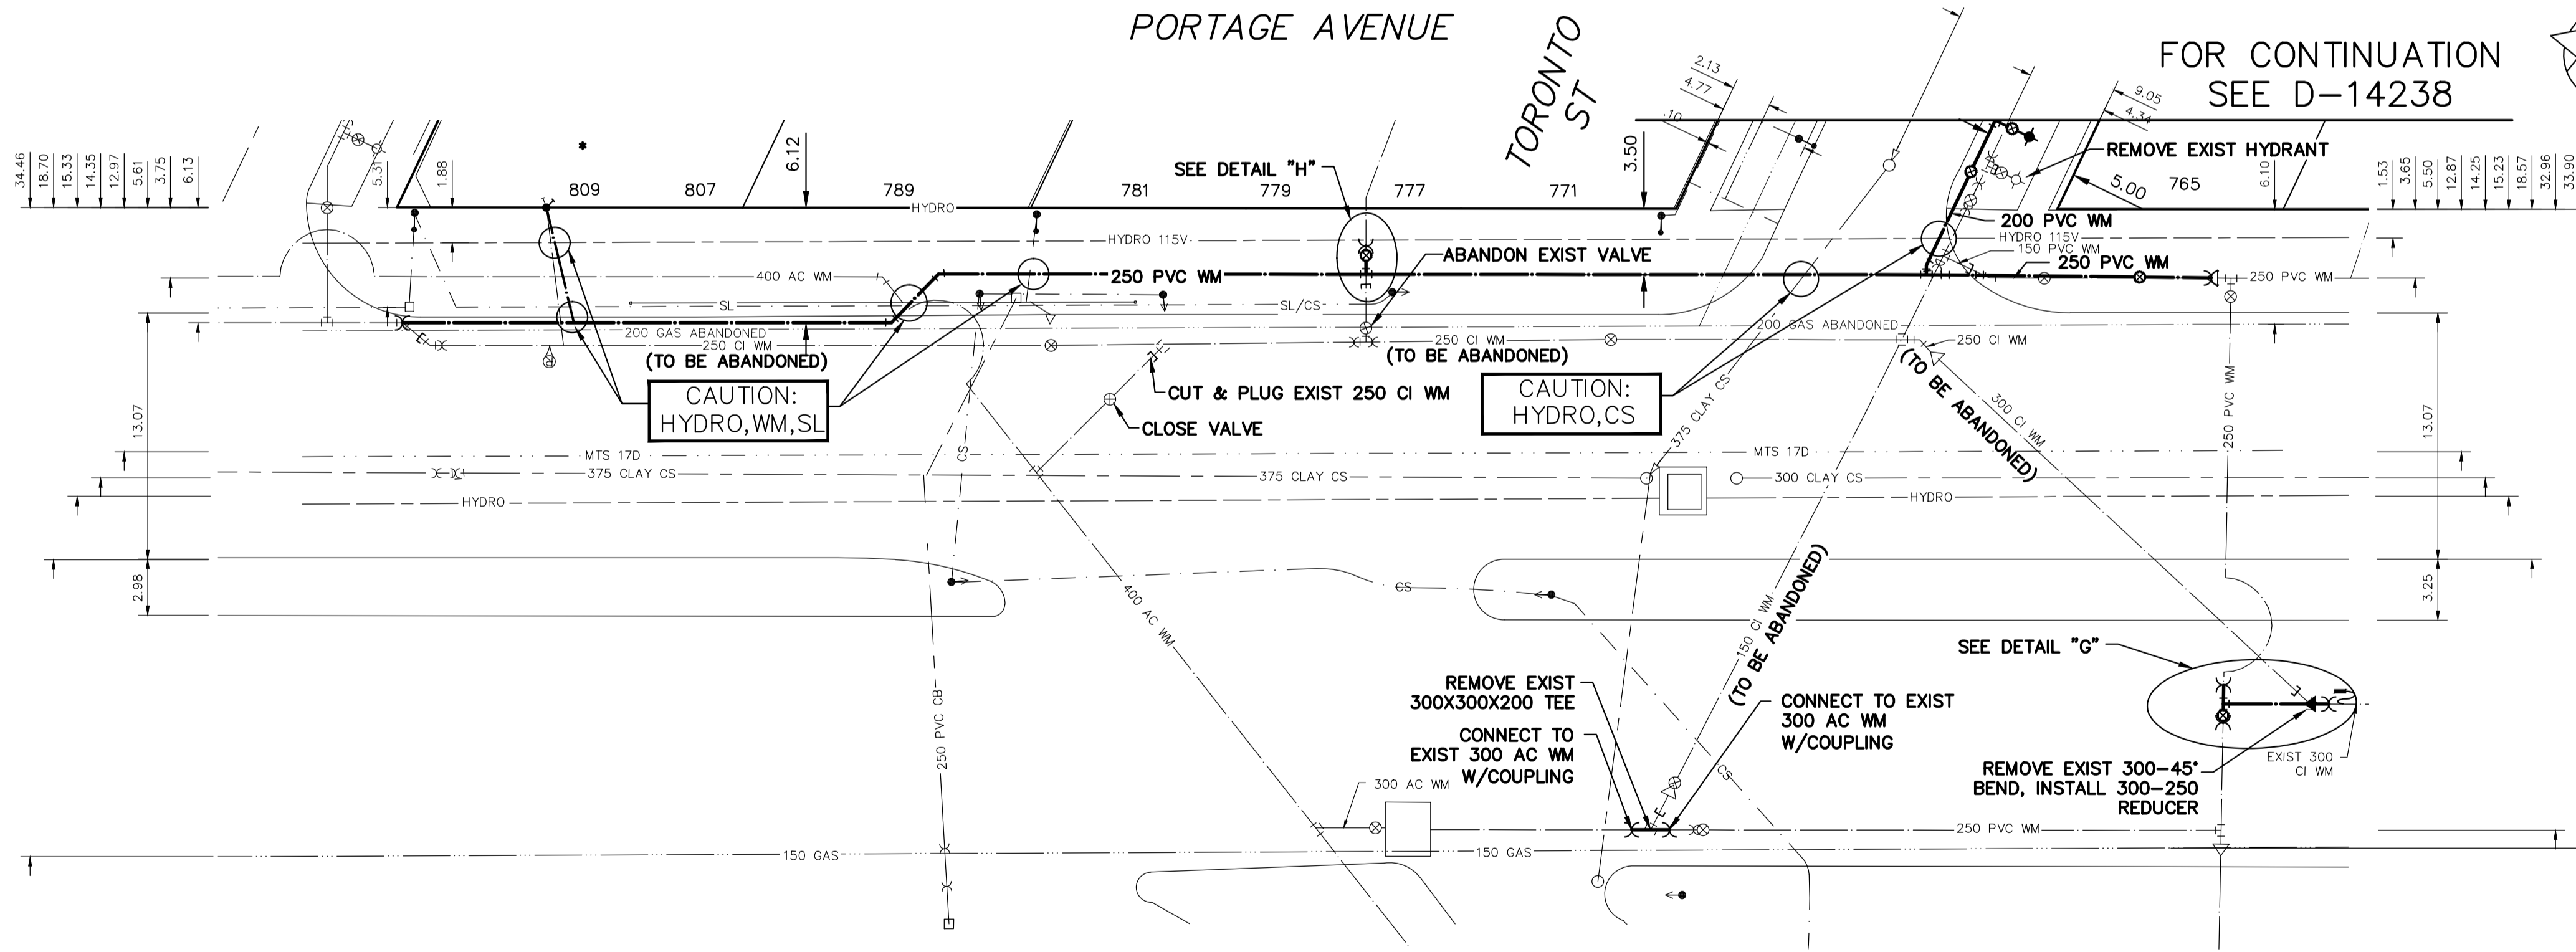 PORTAGE AVENUE
TORONTO
ST
FOR CONTINUATION
SEE D-14238
2.13
4.77
.10
9.05
4.34
34.46
18.70
15.33
14.35
12.97
5.61
3.75
6.13
5.31
1.88
*
6.12
3.50
SEE DETAIL "H"
REMOVE EXIST HYDRANT
5.00
765
6.10
1.53
3.65
5.50
12.87
14.25
15.23
18.57
32.96
33.90
809
807
789
781
779
777
771
HYDRO
200 PVC WM
HYDRO 115V
HYDRO 115V
150 PVC WM
ABANDON EXIST VALVE
250 PVC WM
400 AC WM
250 PVC WM
250 PVC WM
SL
SL/CS
200 GAS ABANDONED
200 GAS ABANDONED
250 CI WM
250 CI WM
250 CI WM
(TO BE ABANDONED)
(TO BE ABANDONED)
(TO BE ABANDONED)
CAUTION:
HYDRO,WM,SL
CUT & PLUG EXIST 250 CI WM
CLOSE VALVE
CAUTION:
HYDRO,CS
375 CLAY CS
300 CI WM
(TO BE ABANDONED)
250 PVC WM
13.07
13.07
CS
MTS 17D
MTS 17D
375 CLAY CS
375 CLAY CS
300 CLAY CS
HYDRO
HYDRO
2.98
3.25
CS
400 AC WM
150 CI WM
(TO BE ABANDONED)
SEE DETAIL "G"
250 PVC CB
REMOVE EXIST
300X300X200 TEE
CONNECT TO
EXIST 300 AC WM
W/COUPLING
CONNECT TO EXIST
300 AC WM
W/COUPLING
CS
EXIST 300
CI WM
REMOVE EXIST 300-45°
BEND, INSTALL 300-250
REDUCER
300 AC WM
250 PVC WM
150 GAS
150 GAS